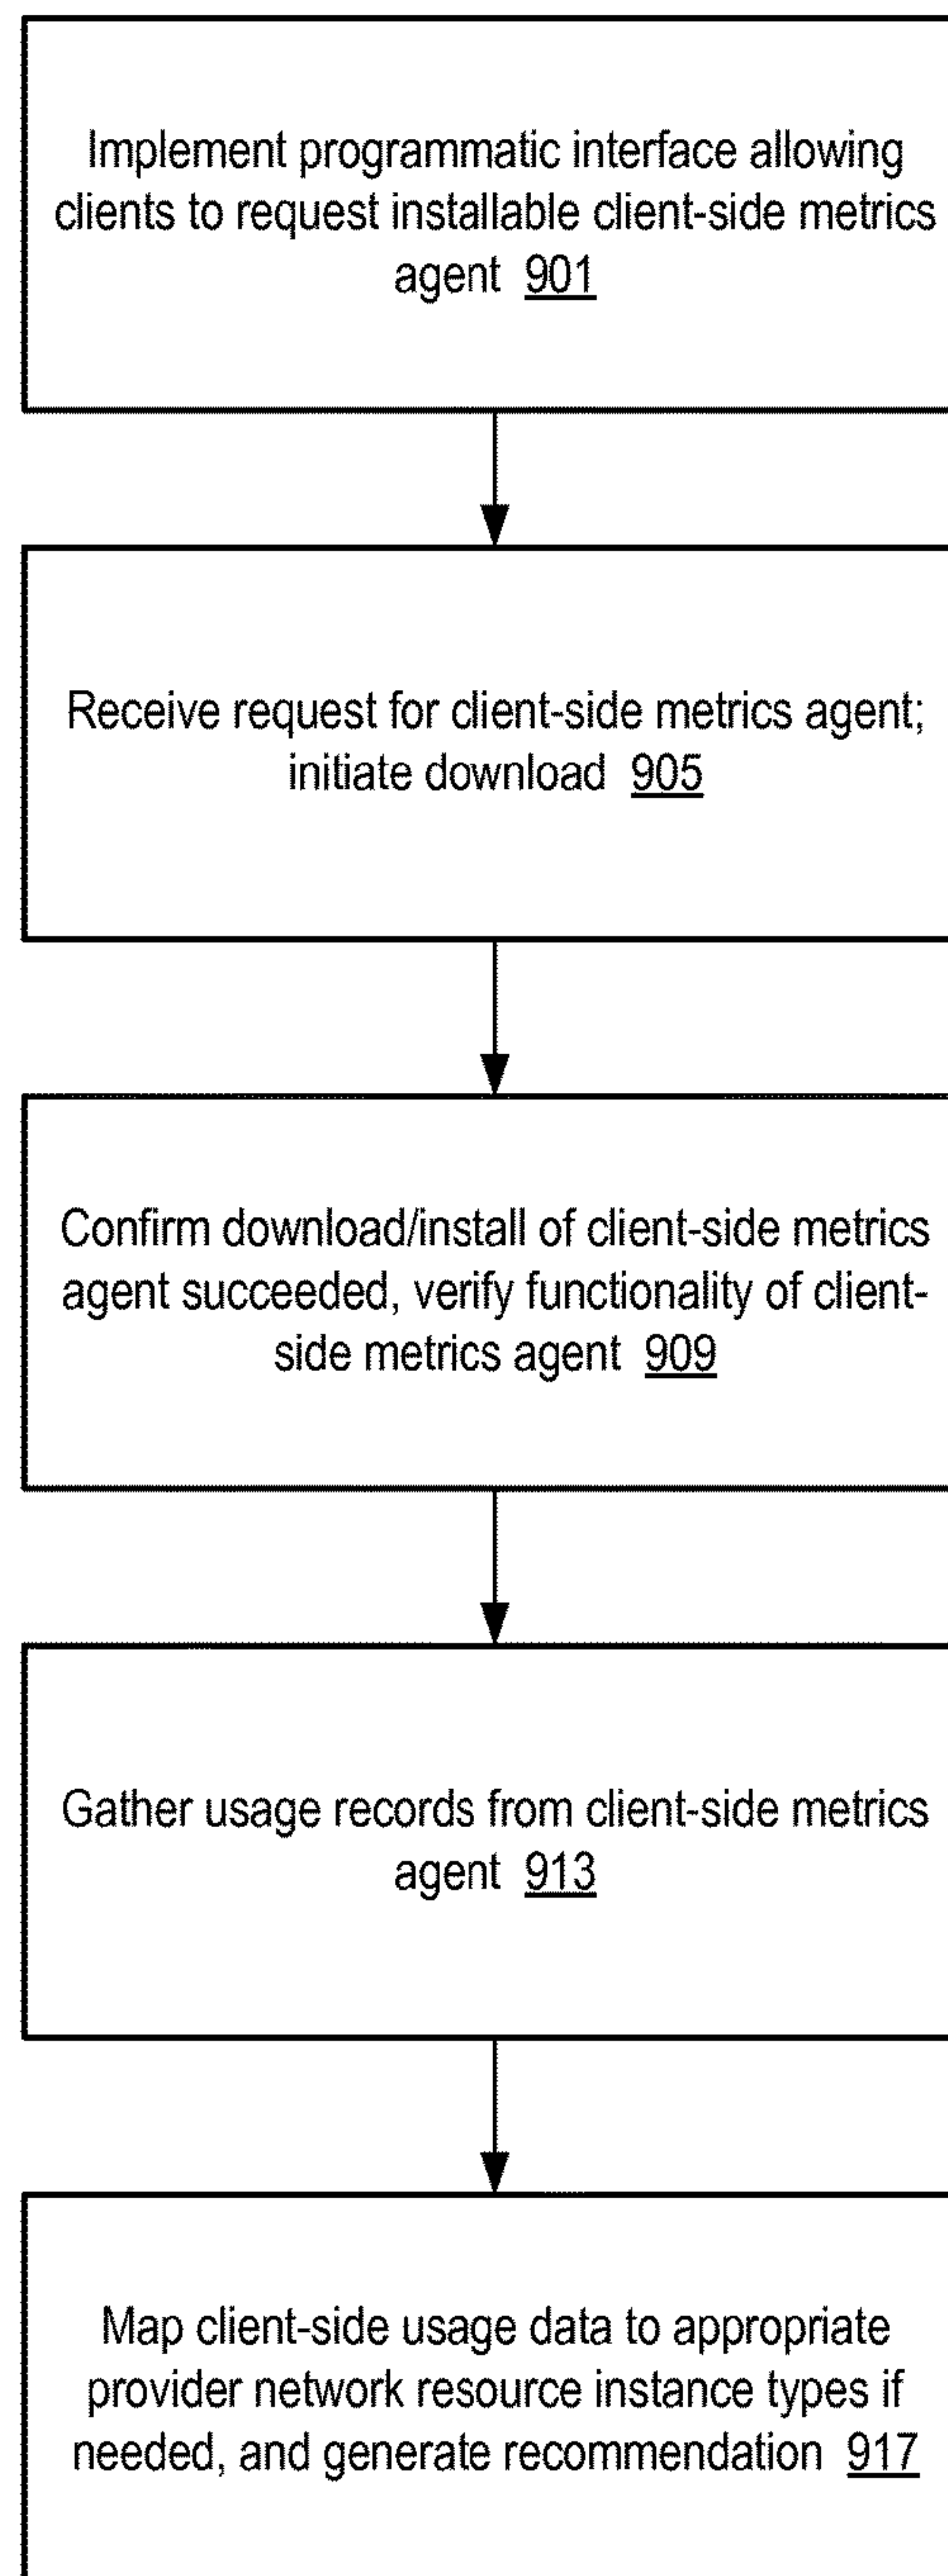 Implement programmatic interface allowing
clients to request installable client-side metrics
agent 901
Receive request for client-side metrics agent;
initiate download 905
Confirm download/install of client-side metrics
agent succeeded, verify functionality of client-
side metrics agent 909
Gather usage records from client-side metrics
agent 913
Map client-side usage data to appropriate
provider network resource instance types if
needed, and generate recommendation 917